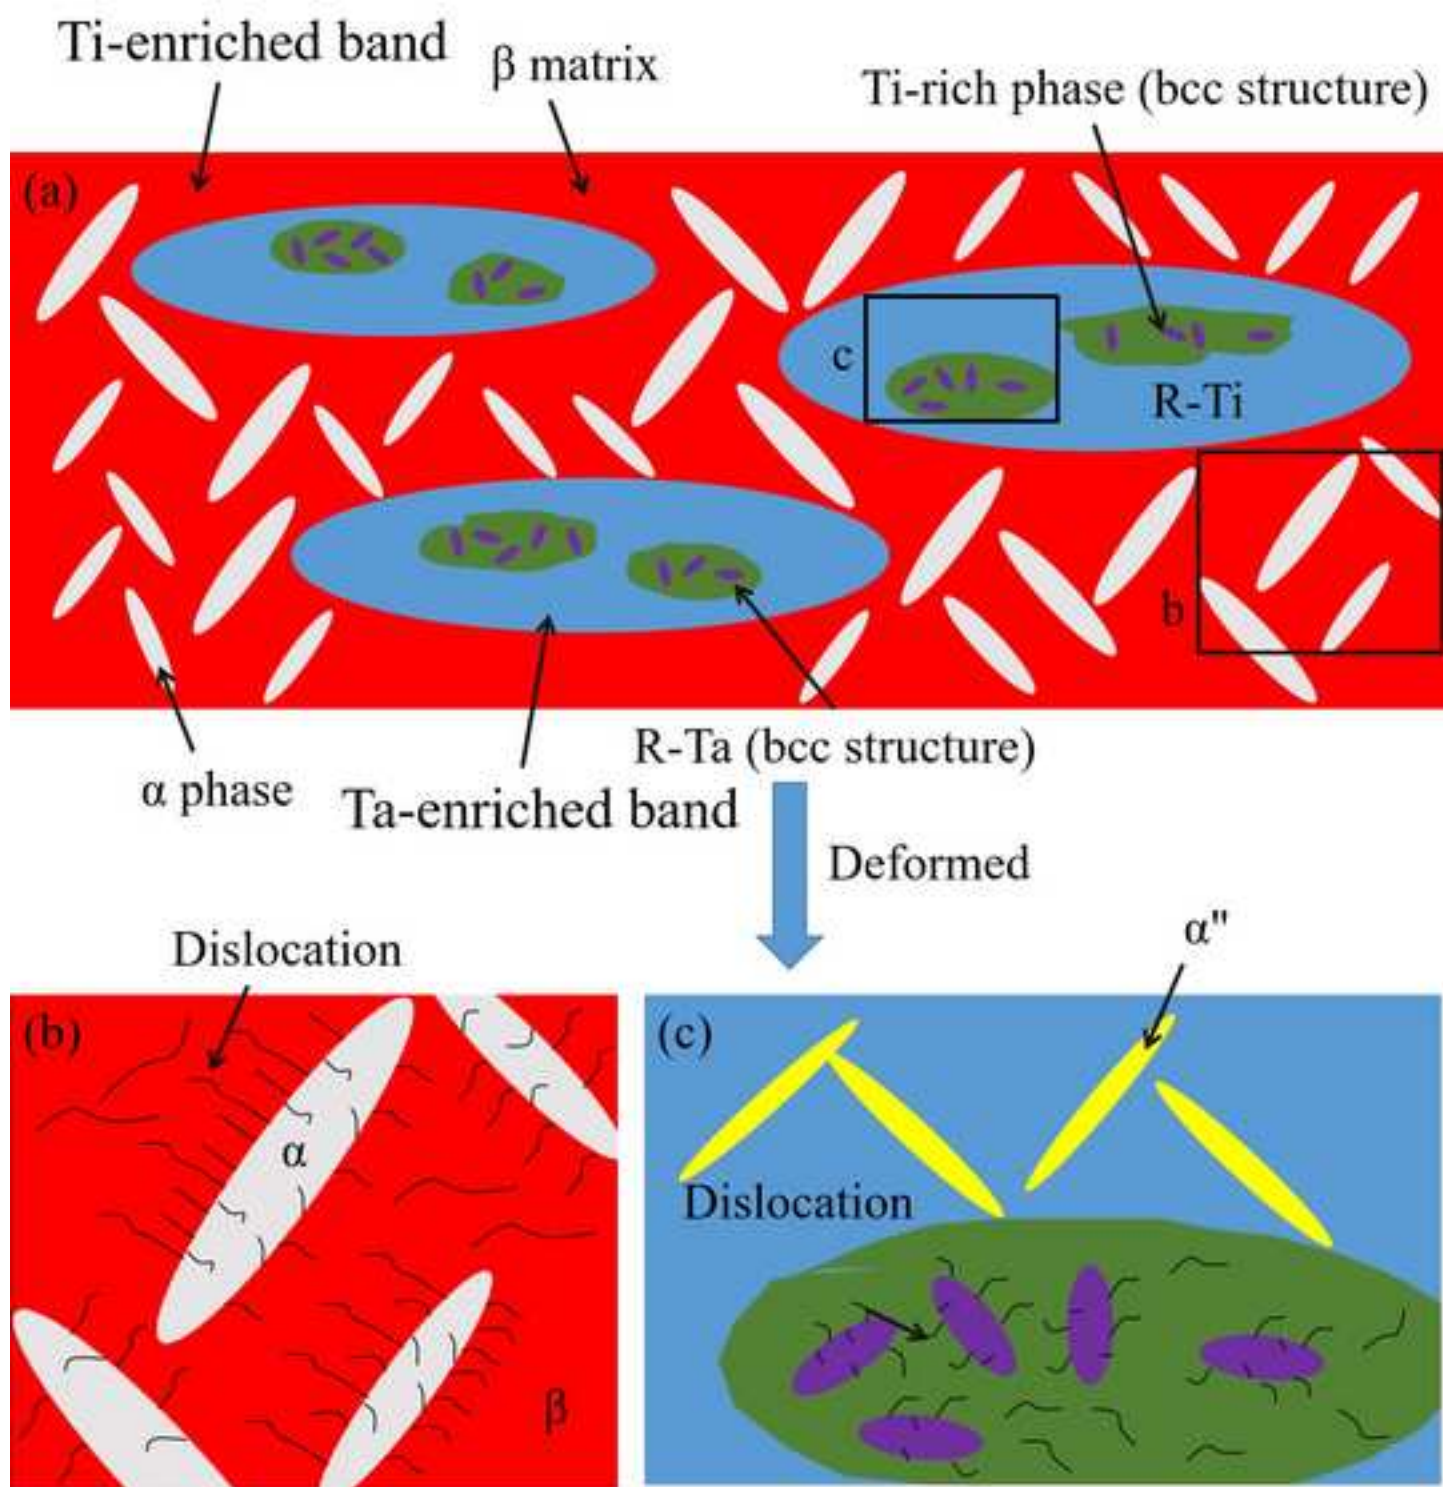 Ti-enriched band
β matrix
Ti-rich phase (bcc structure)
(a)
c
R-Ti
b
R-Ta (bcc structure)
α phase
Ta-enriched band
Deformed
Dislocation
α"
(b)
(c)
α
Dislocation
β